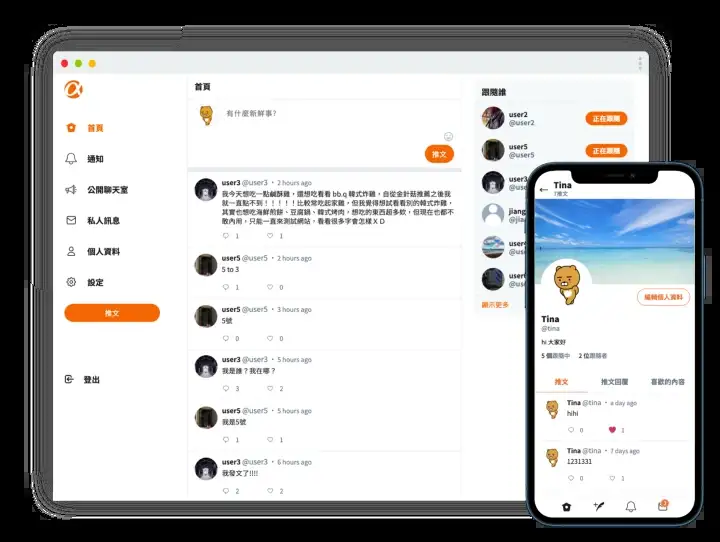 首頁
通知
公開聊天室
私人訊息
個人資料
設定
推文
登出
首頁
有什麼新鮮事?
推文
user3 @user3 · 2 hours ago
我今天想吃一點鹹酥雞,還想吃看看 bb.q 韓式炸雞,自從金針菇推薦之後我
就一直點不到!!!!!比較常吃起家雞,但我覺得想試看看別的韓式炸雞,
其實也想吃海鮮煎餅、豆腐鍋、韓式烤肉,想吃的東西超多欸,但現在也都不
敢內用,只能一直來測試網站,看看很多字會怎樣ＸＤ
1 1
user5 @user5 · 2 hours ago
5 to 3
1 0
user5 @user5 · 3 hours ago
5號
0 0
user3 @user3 · 5 hours ago
我是誰?我在哪?
3 2
user5 @user5 · 5 hours ago
我是5號
1 1
user3 @user3 · 6 hours ago
我發文了!!!!
2 2
跟隨誰
user2
@user2
正在跟隨
user5
@user5
正在跟隨
user3
@user
jiang
@jia
user
@use
user
@use
顯示更多
Tina
7推文
編輯個人資料
Tina
@tina
hi 大家好
5 個跟隨中 2 位跟隨者
推文 推文回覆 喜歡的內容
Tina @tina · a day ago
hihi
0 1
Tina @tina · 7 days ago
1231331
0 1